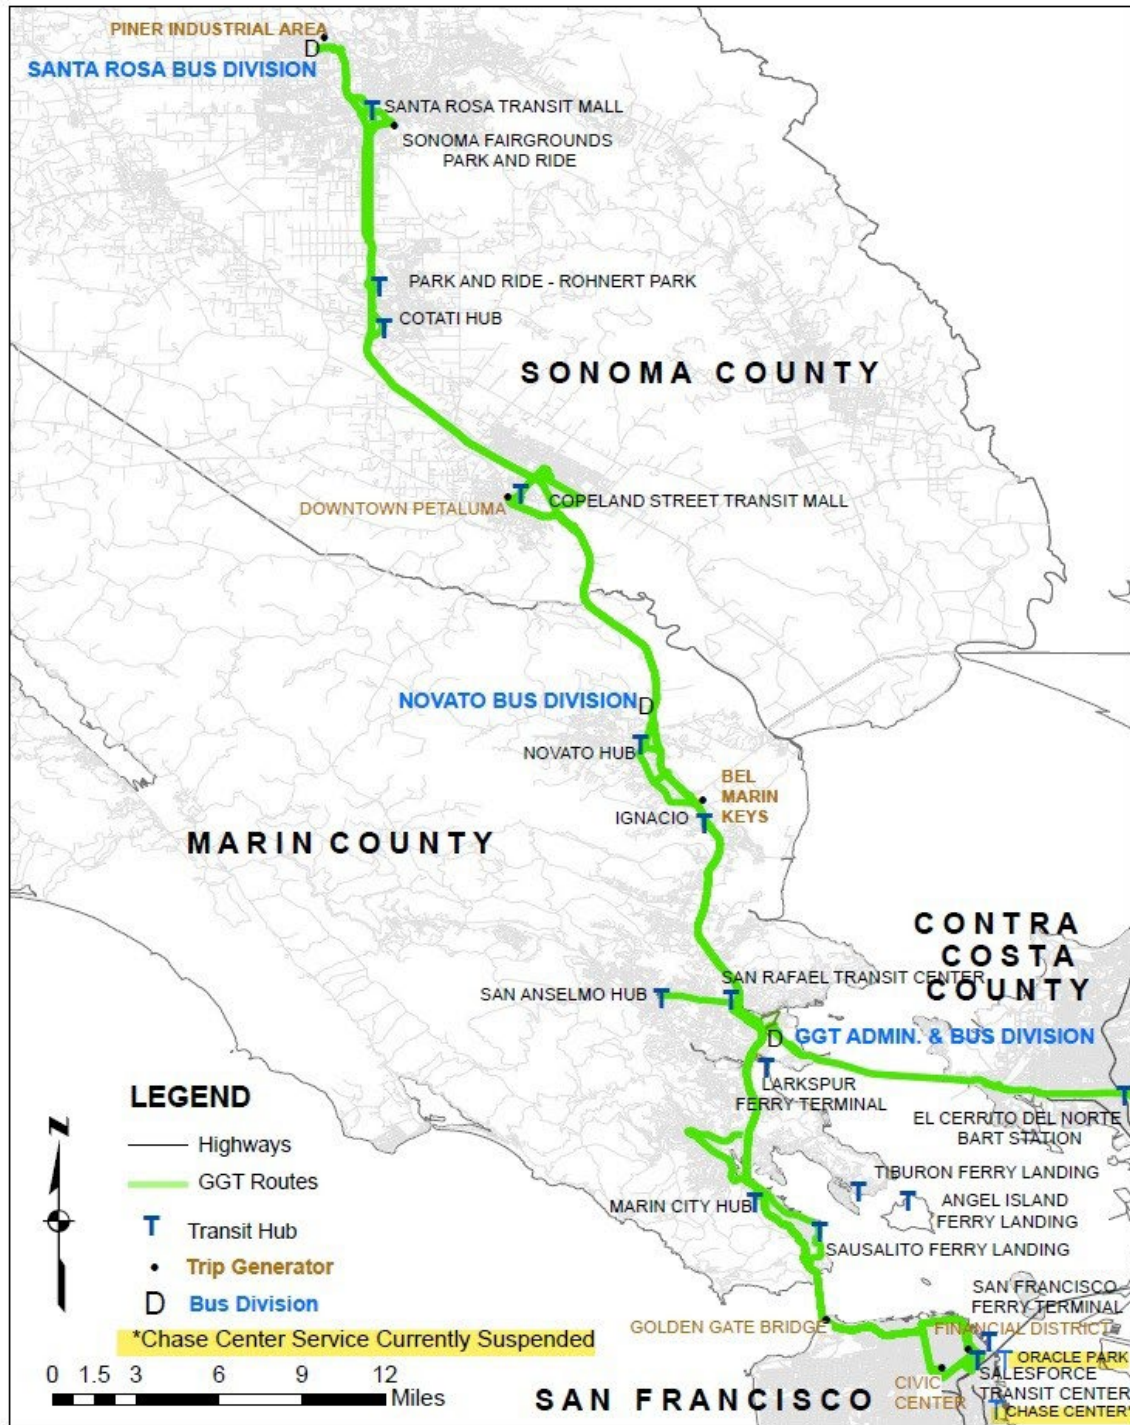 PINER INDUSTRIAL AREA
D
SANTA ROSA BUS DIVISION
T SANTA ROSA TRANSIT MALL
SONOMA FAIRGROUNDS
PARK AND RIDE
T PARK AND RIDE - ROHNERT PARK
T COTATI HUB
SONOMA COUNTY
T
DOWNTOWN PETALUMA
COPELAND STREET TRANSIT MALL
NOVATO BUS DIVISION D
NOVATO HUB T
BEL
MARIN
KEYS
IGNACIO T
MARIN COUNTY
CONTRA
COSTA
COUNTY
SAN RAFAEL TRANSIT CENTER
T
SAN ANSELMO HUB T
D GGT ADMIN. & BUS DIVISION
T
LARKSPUR
FERRY TERMINAL
T
EL CERRITO DEL NORTE
BART STATION
TIBURON FERRY LANDING
T
T ANGEL ISLAND
FERRY LANDING
MARIN CITY HUB T
T
SAUSALITO FERRY LANDING
SAN FRANCISCO
FERRY TERMINAL
T
GOLDEN GATE BRIDGE
FINANCIAL DISTRICT
T ORACLE PARK
T SALESFORCE
TRANSIT CENTER
CIVIC
CENTER
T CHASE CENTER*
SAN FRANCISCO
LEGEND
Highways
GGT Routes
T Transit Hub
Trip Generator
D Bus Division
*Chase Center Service Currently Suspended
0 1.5 3 6 9 12
Miles
N